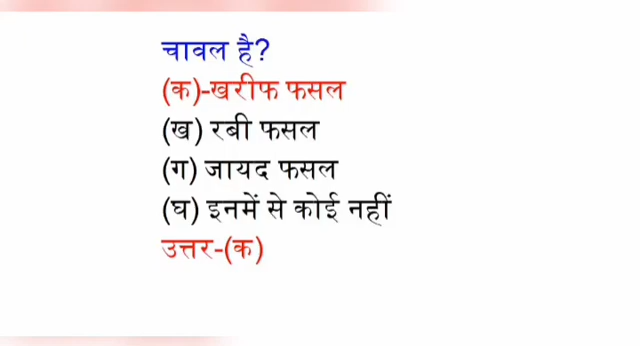 चावल है?
(क)-खरीफ फसल
(ख) रबी फसल
(ग) जायद फसल
(घ) इनमें से कोई नहीं
उत्तर-(क)